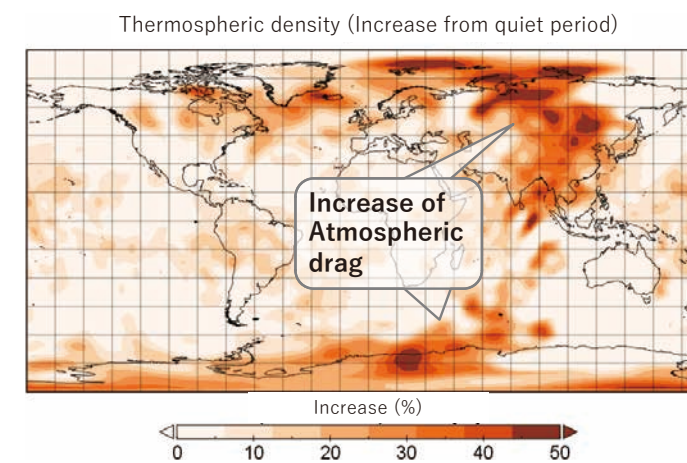 Thermospheric density (Increase from quiet period)
Increase of
Atmospheric
drag
Increase (%)
0 10 20 30 40 50